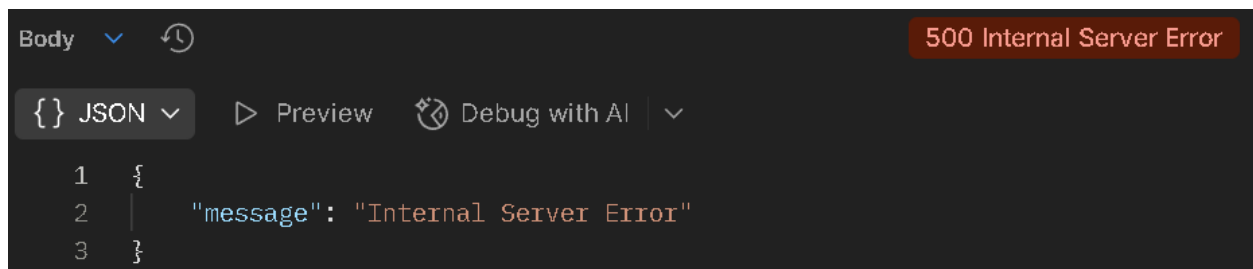 Body
500 Internal Server Error
{} JSON
Preview
Debug with AI
1 {
2 "message": "Internal Server Error"
3 }